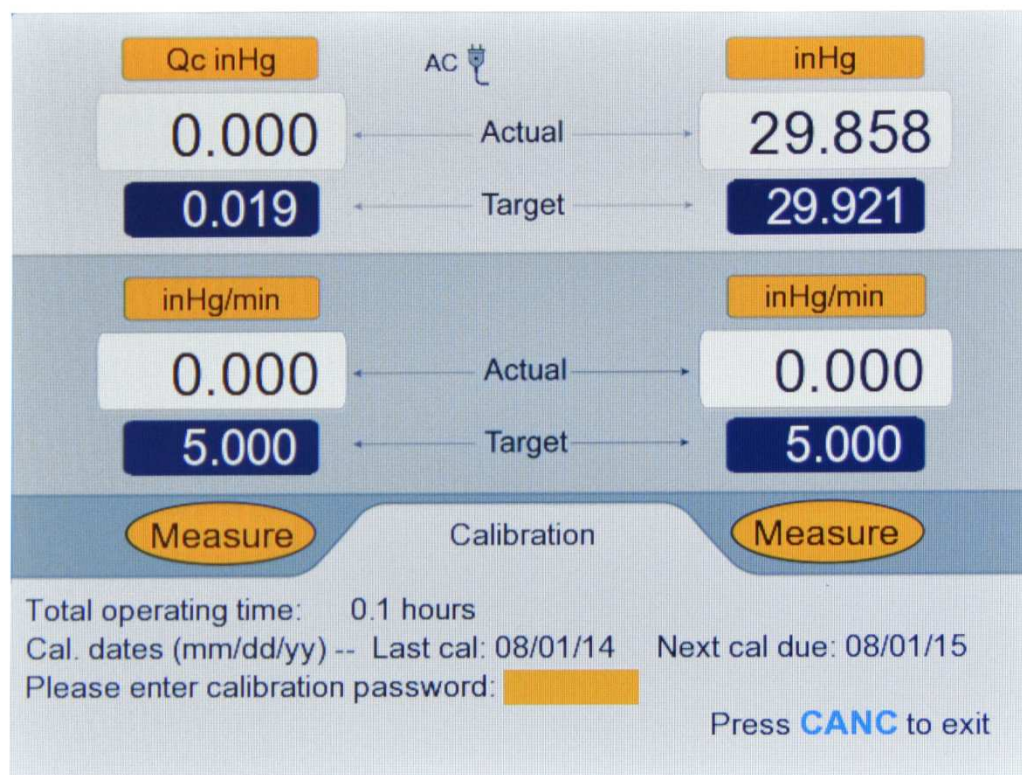 Qc inHg AC inHg
0.000 Actual 29.858
0.019 Target 29.921
inHg/min inHg/min
0.000 Actual 0.000
5.000 Target 5.000
Measure Calibration Measure
Total operating time: 0.1 hours
Cal. dates (mm/dd/yy) -- Last cal: 08/01/14 Next cal due: 08/01/15
Please enter calibration password:
Press CANC to exit